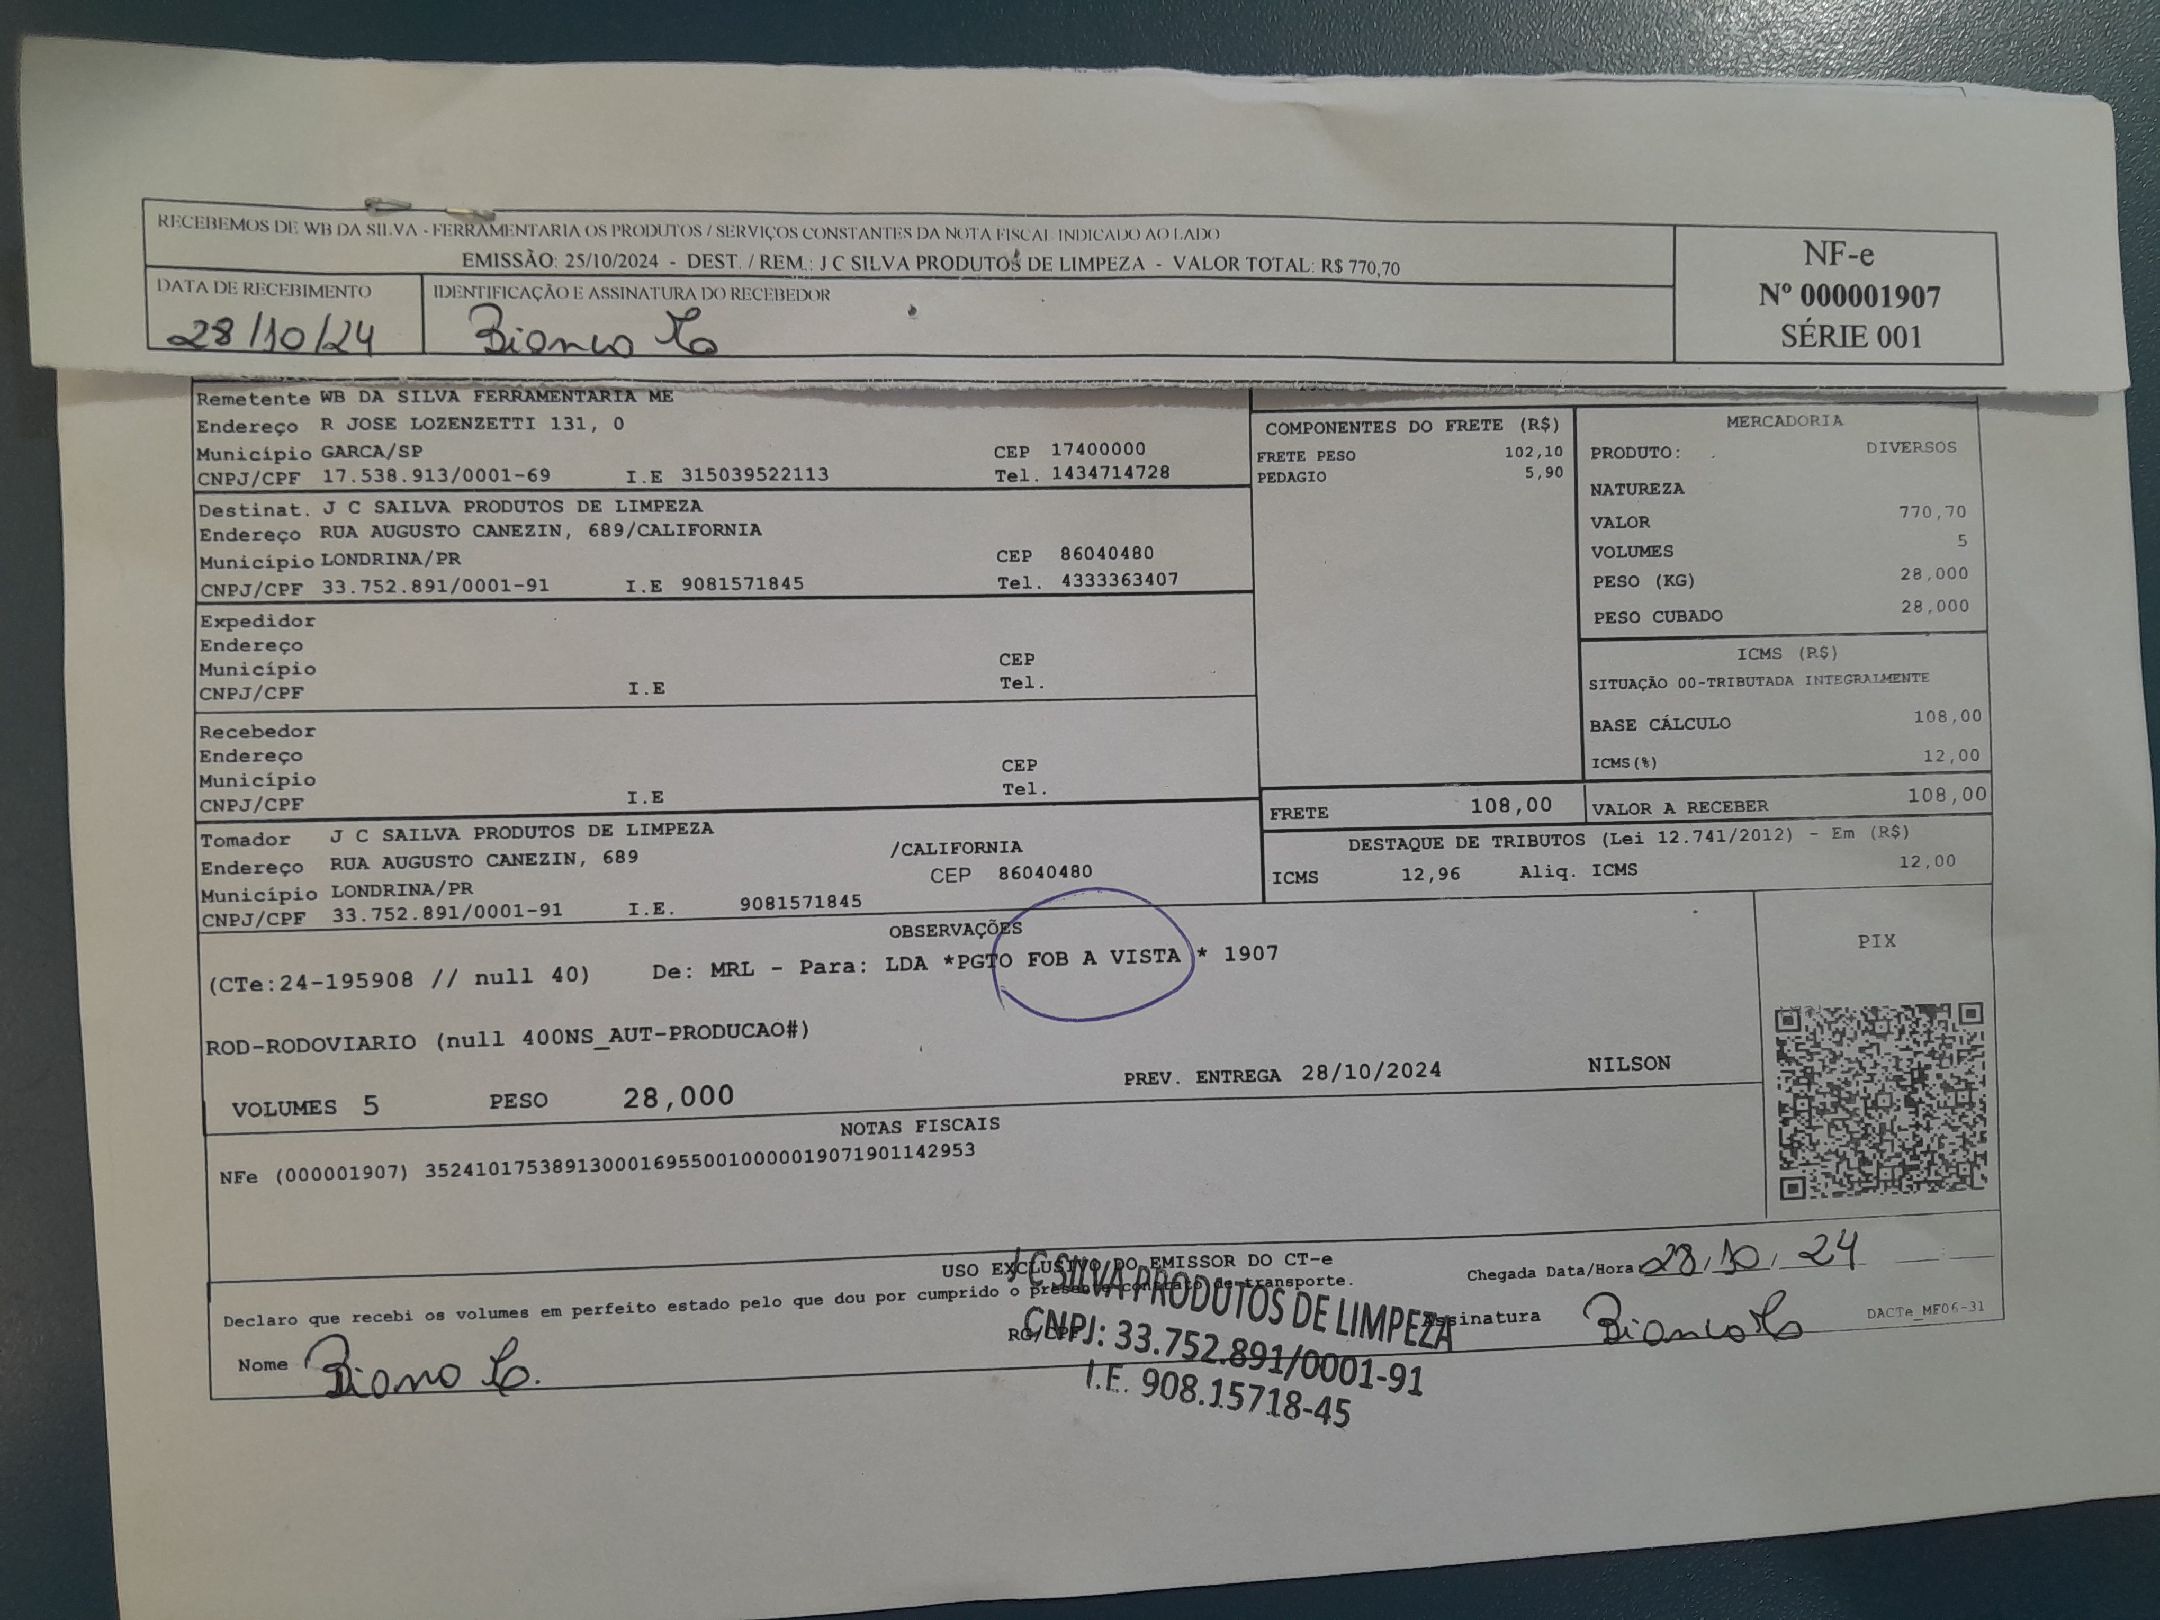 RECEBEMOS DE WB DA SILVA - FERRAMENTARIA OS PRODUTOS / SERVIÇOS CONSTANTES DA NOTA FISCAL INDICADO AO LADO
EMISSÃO: 25/10/2024 - DEST. / REM.: J C SILVA PRODUTOS DE LIMPEZA - VALOR TOTAL: R$ 770,70
DATA DE RECEBIMENTO
28/10/24
IDENTIFICAÇÃO E ASSINATURA DO RECEBEDOR
NF-e
Nº 000001907
SÉRIE 001
Remetente WB DA SILVA FERRAMENTARIA ME
Endereço R JOSE LOZENZETTI 131, 0
Município GARCA/SP CEP 17400000
CNPJ/CPF 17.538.913/0001-69 I.E 315039522113 Tel. 1434714728
Destinat. J C SAILVA PRODUTOS DE LIMPEZA
Endereço RUA AUGUSTO CANEZIN, 689/CALIFORNIA
Município LONDRINA/PR CEP 86040480
CNPJ/CPF 33.752.891/0001-91 I.E 9081571845 Tel. 4333363407
Expedidor
Endereço
Município CEP
CNPJ/CPF I.E Tel.
Recebedor
Endereço
Município CEP
CNPJ/CPF I.E Tel.
Tomador J C SAILVA PRODUTOS DE LIMPEZA
Endereço RUA AUGUSTO CANEZIN, 689 /CALIFORNIA
Município LONDRINA/PR CEP 86040480
CNPJ/CPF 33.752.891/0001-91 I.E. 9081571845
COMPONENTES DO FRETE (R$)
FRETE PESO 102,10
PEDAGIO 5,90
MERCADORIA
PRODUTO: DIVERSOS
NATUREZA
VALOR 770,70
VOLUMES 5
PESO (KG) 28,000
PESO CUBADO 28,000
ICMS (R$)
SITUAÇÃO 00-TRIBUTADA INTEGRALMENTE
BASE CÁLCULO 108,00
ICMS(%) 12,00
FRETE 108,00 VALOR A RECEBER 108,00
DESTAQUE DE TRIBUTOS (Lei 12.741/2012) - Em (R$)
ICMS 12,96 Aliq. ICMS 12,00
OBSERVAÇÕES
(CTe:24-195908 // null 40) De: MRL - Para: LDA *PGTO FOB A VISTA * 1907
ROD-RODOVIARIO (null 400NS_AUT-PRODUCAO#)
PREV. ENTREGA 28/10/2024 NILSON
VOLUMES 5 PESO 28,000
PIX
NOTAS FISCAIS
NFe (000001907) 35241017538913000169550010000019071901142953
USO EXCLUSIVO DO EMISSOR DO CT-e
Declaro que recebi os volumes em perfeito estado pelo que dou por cumprido o presente contrato de transporte.
Chegada Data/Hora 28, 10, 24
Nome
RG/CPF
Assinatura
DACTe_MF06-31
J C SILVA PRODUTOS DE LIMPEZA
CNPJ: 33.752.891/0001-91
I.E. 908.15718-45